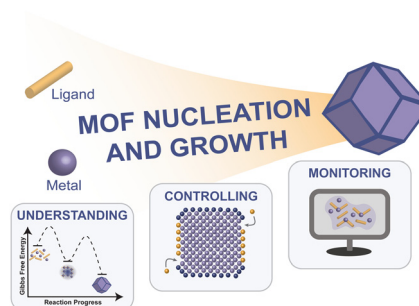 Ligand
MOF NUCLEATION
AND GROWTH
Metal
MONITORING
CONTROLLING
UNDERSTANDING
Gibbs Free Energy
Reaction Progress